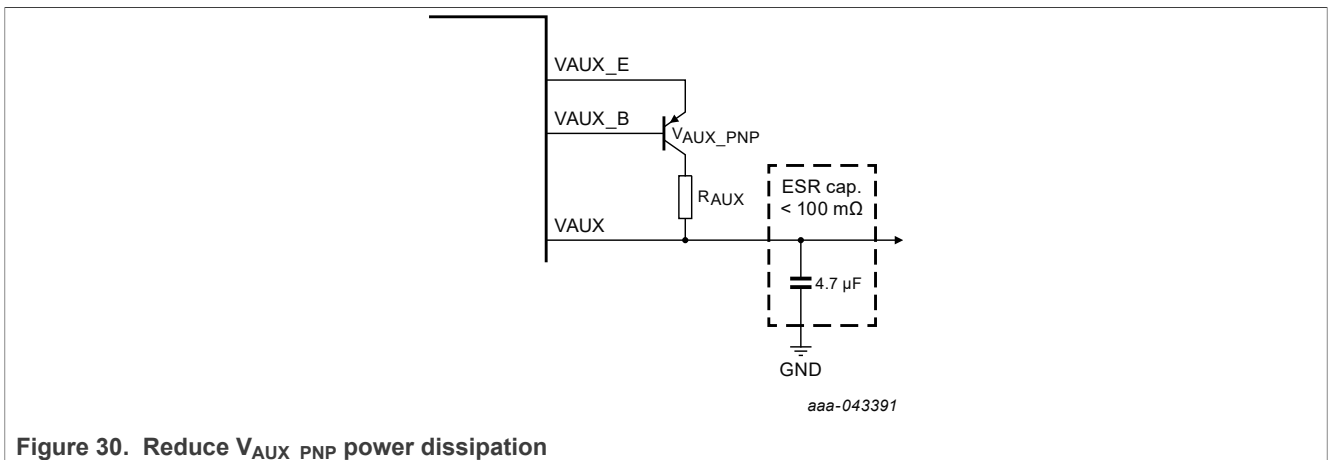 VAUX_E
VAUX_B
VAUX_PNP
RAUX
ESR cap.
< 100 mΩ
VAUX
4.7 µF
GND
aaa-043391
Figure 30. Reduce VAUX_PNP power dissipation